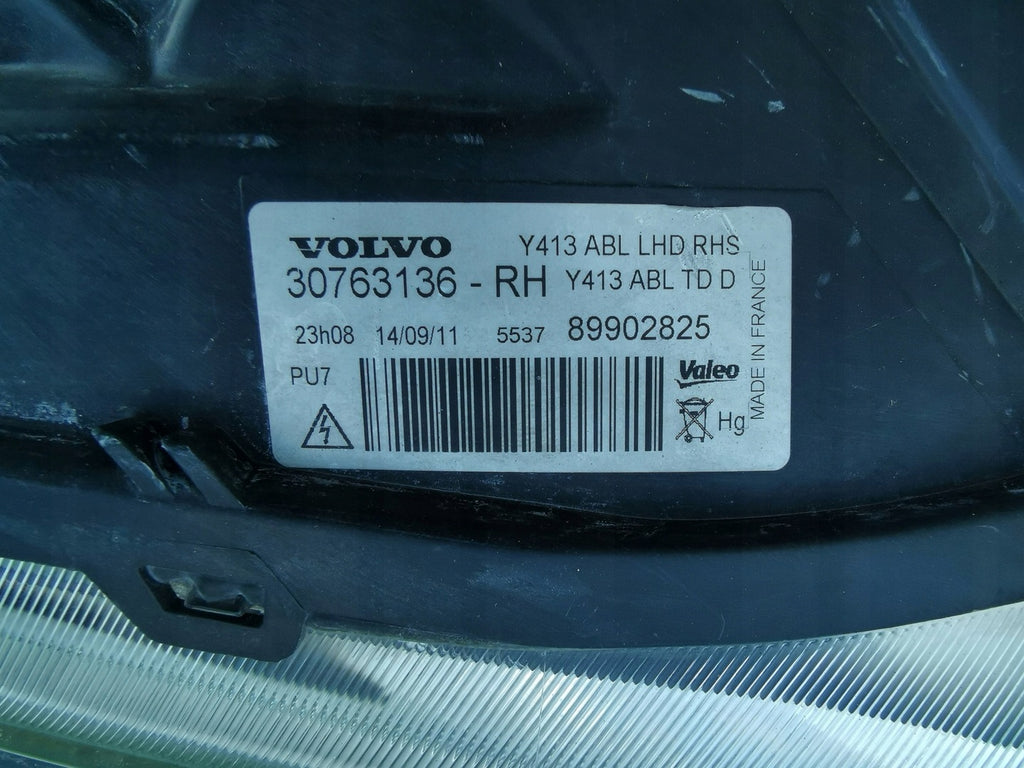 VOLVO Y413 ABL LHD RHS
30763136 - RH Y413 ABL TD D
23h08 14/09/11 5537 89902825
PU7
Valeo
Hg
MADE IN FRANCE